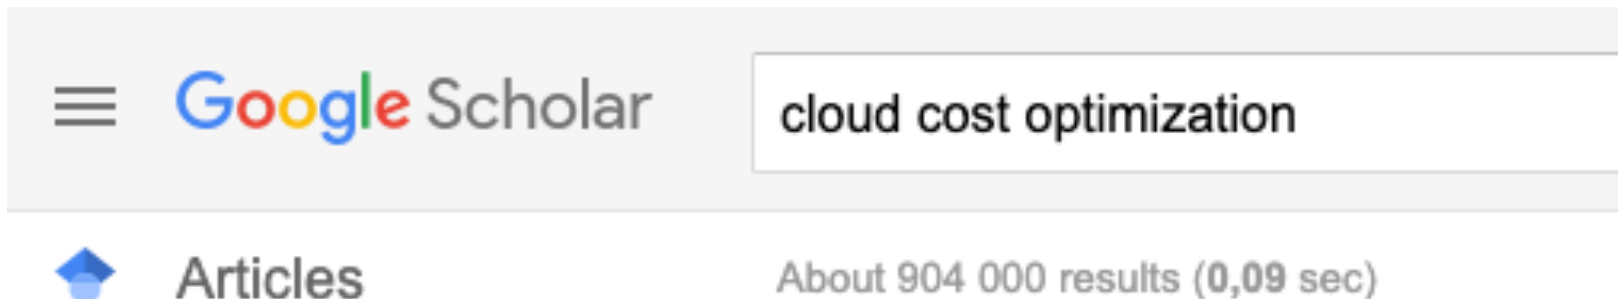 Google Scholar
cloud cost optimization
Articles
About 904 000 results (0,09 sec)